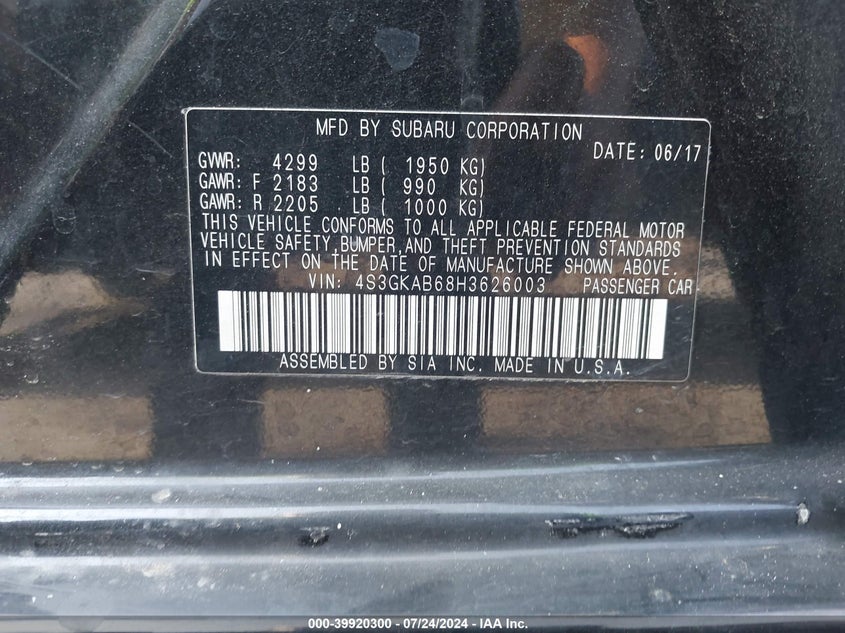 MFD BY SUBARU CORPORATION
DATE: 06/17
GVWR: 4299 LB ( 1950 KG)
GAWR: F 2183 LB ( 990 KG)
GAWR: R 2205 LB ( 1000 KG)
THIS VEHICLE CONFORMS TO ALL APPLICABLE FEDERAL MOTOR
VEHICLE SAFETY,BUMPER,AND THEFT PREVENTION STANDARDS
IN EFFECT ON THE DATE OF MANUFACTURE SHOWN ABOVE.
VIN: 4S3GKAB68H3626003 PASSENGER CAR
ASSEMBLED BY SIA INC. MADE IN U.S.A.
000-39920300 - 07/24/2024 - IAA Inc.